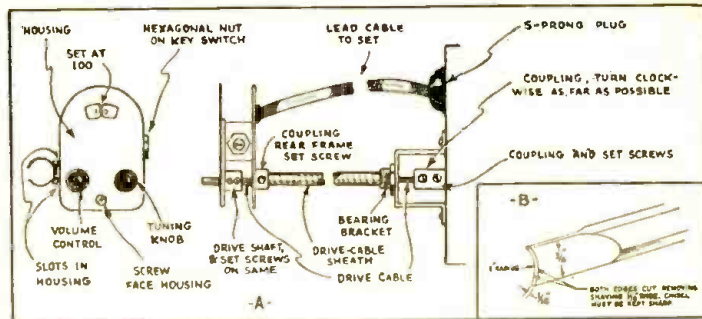 HOUSING
SET AT
100
HEXAGONAL NUT
ON KEY SWITCH
LEAD CABLE
TO SET
5-PRONG PLUG
COUPLING, TURN CLOCK-
WISE AS FAR AS POSSIBLE
COUPLING
REAR FRAME
SET SCREW
COUPLING AND SET SCREWS
VOLUME
CONTROL
TUNING
KNOB
SLOTS IN
HOUSING
SCREW
FACE HOUSING
DRIVE SHAFT,
& SET SCREWS
ON SAME
DRIVE-CABLE
SHEATH
BEARING
BRACKET
DRIVE CABLE
-A-
-B-
BOTH EDGES CUT REMOVING
MUST BE KEPT SHARP